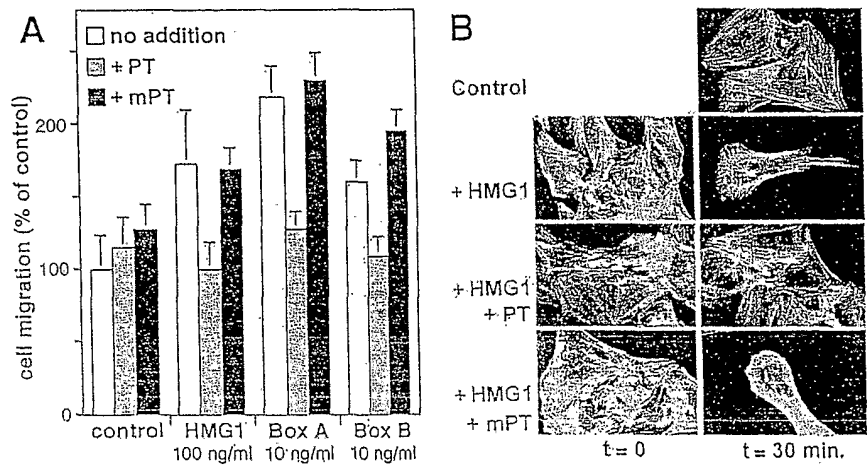 A
no addition
+ PT
+ mPT
cell migration (% of control)
200
100
0
control
HMG1
100 ng/ml
Box A
10 ng/ml
Box B
10 ng/ml
B
Control
+ HMG1
+ HMG1
+ PT
+ HMG1
+ mPT
t = 0
t = 30 min.